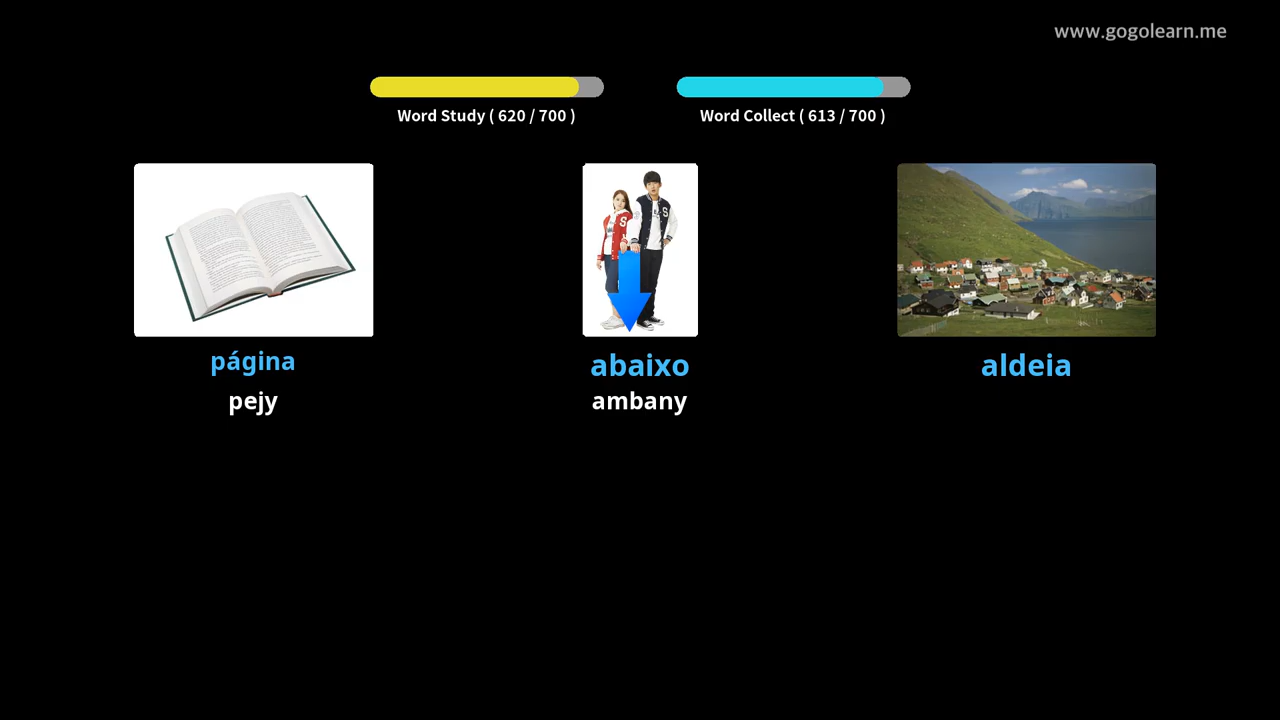 www.gogolearn.me
Word Study ( 620 / 700 )
Word Collect ( 613 / 700 )
página
abaixo
aldeia
pejy
ambany